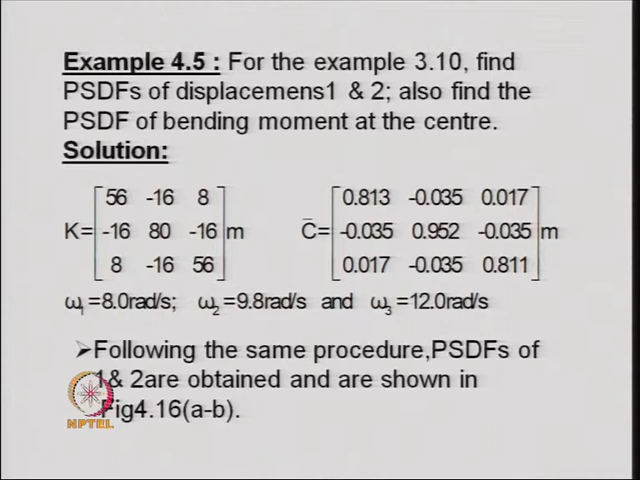 Example 4.5 : For the example 3.10, find
PSDFs of displacemens1 & 2; also find the
PSDF of bending moment at the centre.
Solution:
K= [56 -16 8; -16 80 -16; 8 -16 56] m C̄= [0.813 -0.035 0.017; -0.035 0.952 -0.035; 0.017 -0.035 0.811] m
ω₁=8.0rad/s; ω₂=9.8rad/s and ω₃=12.0rad/s
➢Following the same procedure,PSDFs of
1& 2are obtained and are shown in
Fig4.16(a-b).
NPTEL